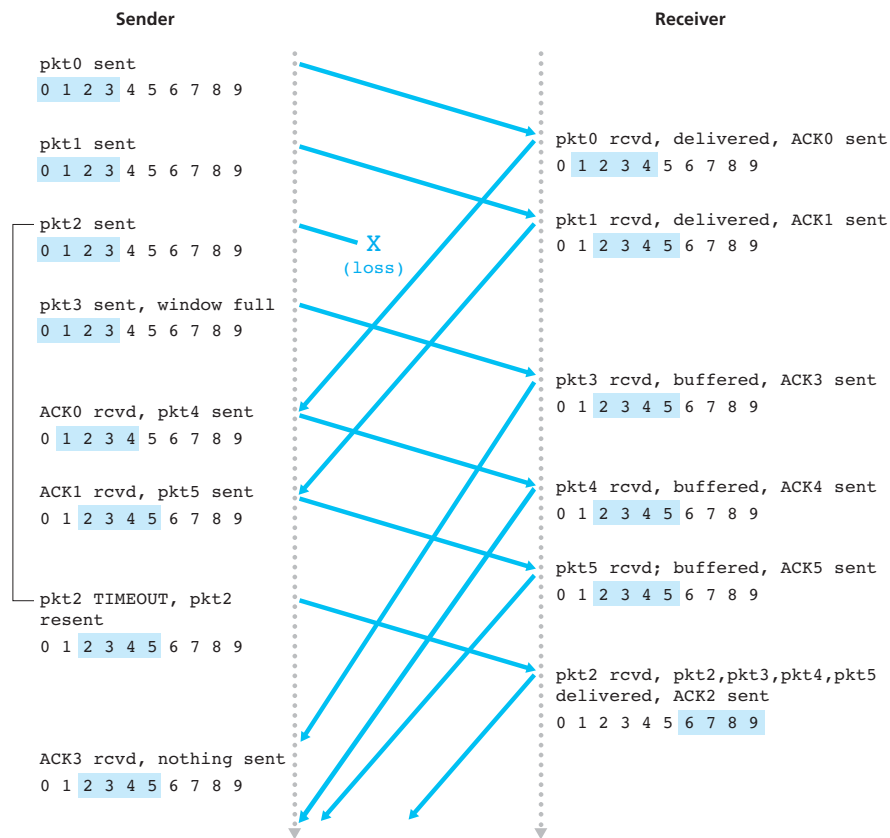 Sender
pkt0 sent
0 1 2 3 4 5 6 7 8 9
pkt1 sent
0 1 2 3 4 5 6 7 8 9
pkt2 sent
0 1 2 3 4 5 6 7 8 9
pkt3 sent, window full
0 1 2 3 4 5 6 7 8 9
ACK0 rcvd, pkt4 sent
0 1 2 3 4 5 6 7 8 9
ACK1 rcvd, pkt5 sent
0 1 2 3 4 5 6 7 8 9
pkt2 TIMEOUT, pkt2
resent
0 1 2 3 4 5 6 7 8 9
ACK3 rcvd, nothing sent
0 1 2 3 4 5 6 7 8 9
X
(loss)
Receiver
pkt0 rcvd, delivered, ACK0 sent
0 1 2 3 4 5 6 7 8 9
pkt1 rcvd, delivered, ACK1 sent
0 1 2 3 4 5 6 7 8 9
pkt3 rcvd, buffered, ACK3 sent
0 1 2 3 4 5 6 7 8 9
pkt4 rcvd, buffered, ACK4 sent
0 1 2 3 4 5 6 7 8 9
pkt5 rcvd; buffered, ACK5 sent
0 1 2 3 4 5 6 7 8 9
pkt2 rcvd, pkt2,pkt3,pkt4,pkt5
delivered, ACK2 sent
0 1 2 3 4 5 6 7 8 9